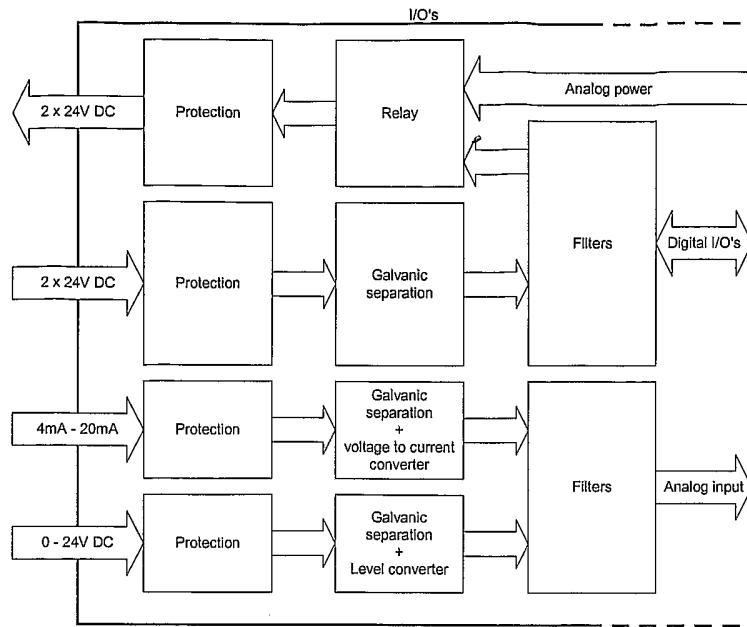 I/O's
2 x 24V DC
Protection
Relay
Analog power
2 x 24V DC
Protection
Galvanic
separation
Filters
Digital I/O's
4mA - 20mA
Protection
Galvanic
separation
+
voltage to current
converter
Filters
Analog input
0 - 24V DC
Protection
Galvanic
separation
+
Level converter